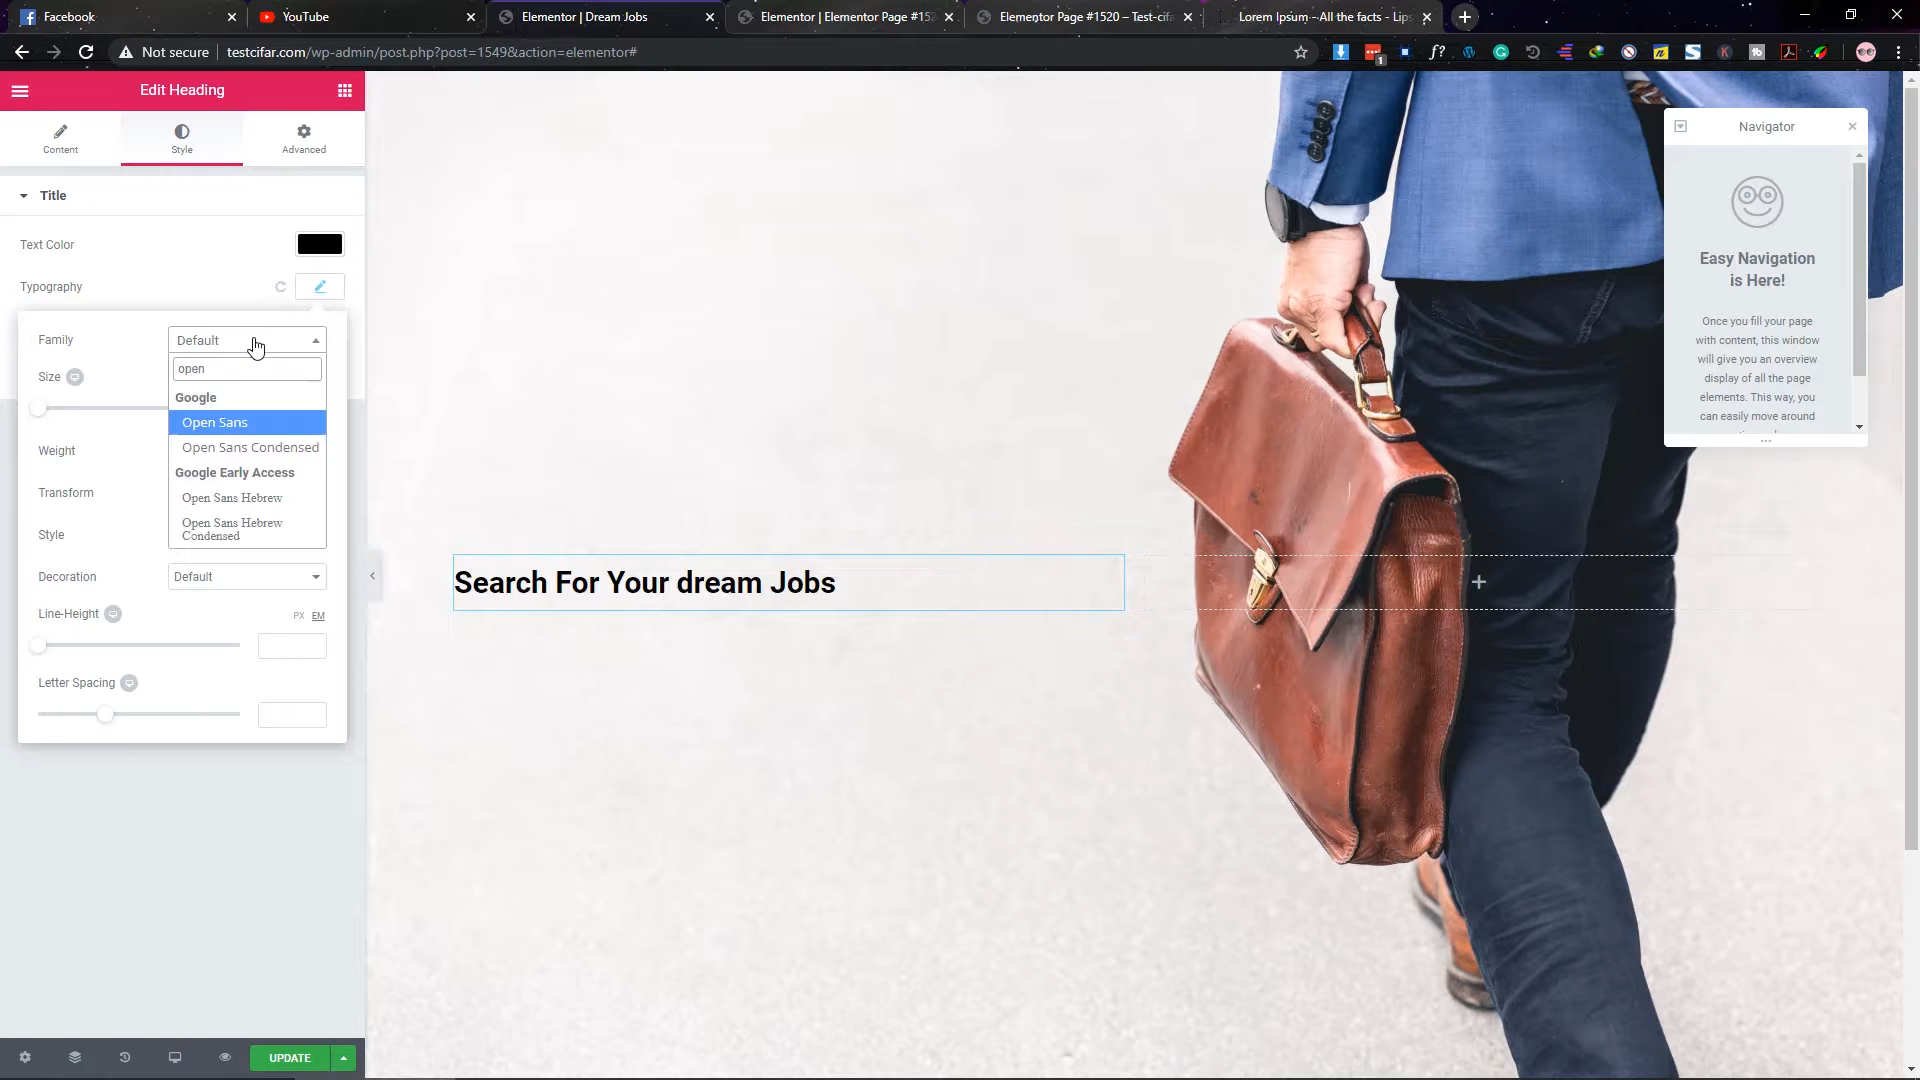 Facebook
YouTube
Elementor | Dream Jobs
Elementor | Elementor Page #152
Elementor Page #1520 – Test-cifa
Lorem Ipsum - All the facts - Lips
Not secure
testcifar.com/wp-admin/post.php?post=1549&action=elementor#
1
f?
Edit Heading
Content
Style
Advanced
Title
Text Color
Typography
Family
Default
open
Size
Google
Open Sans
Open Sans Condensed
Weight
Google Early Access
Transform
Open Sans Hebrew
Style
Open Sans Hebrew
Condensed
Decoration
Default
Line-Height
PX EM
Letter Spacing
UPDATE
Search For Your dream Jobs
Navigator
Easy Navigation
is Here!
Once you fill your page
with content, this window
will give you an overview
display of all the page
elements. This way, you
can easily move around